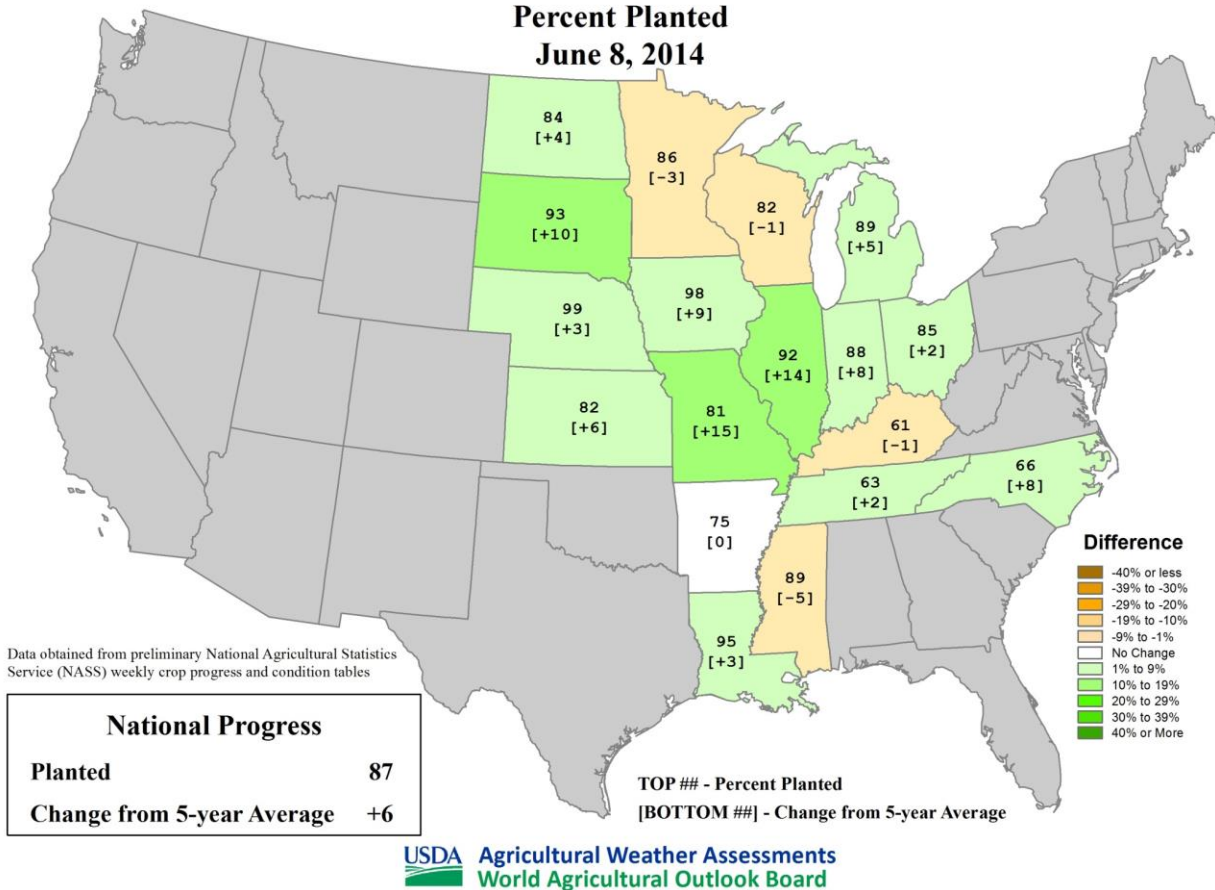 Percent Planted
June 8, 2014
84
[+4]
86
[-3]
82
[-1]
89
[+5]
93
[+10]
99
[+3]
98
[+9]
92
[+14]
88
[+8]
85
[+2]
82
[+6]
81
[+15]
61
[-1]
63
[+2]
66
[+8]
75
[0]
89
[-5]
95
[+3]
Difference
-40% or less
-39% to -30%
-29% to -20%
-19% to -10%
-9% to -1%
No Change
1% to 9%
10% to 19%
20% to 29%
30% to 39%
40% or More
Data obtained from preliminary National Agricultural Statistics
Service (NASS) weekly crop progress and condition tables
National Progress
Planted 87
Change from 5-year Average +6
TOP ## - Percent Planted
[BOTTOM ##] - Change from 5-year Average
USDA Agricultural Weather Assessments
World Agricultural Outlook Board